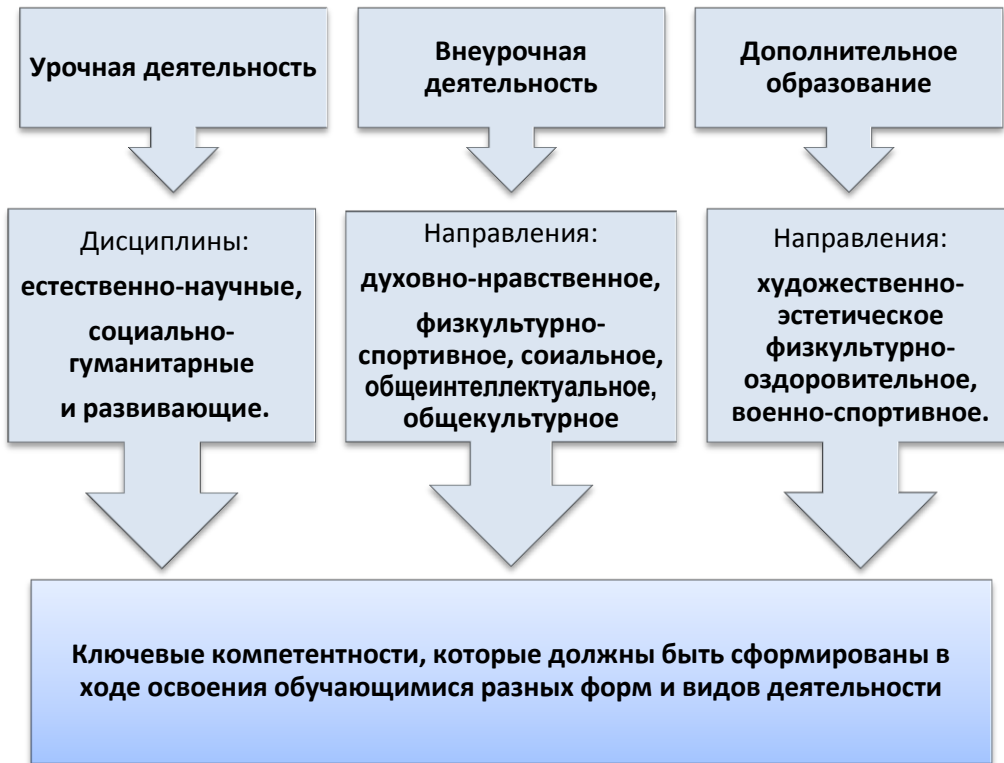 Урочная деятельность
Внеурочная
деятельность
Дополнительное
образование
Дисциплины:
естественно-научные,
социально-
гуманитарные
и развивающие.
Направления:
духовно-нравственное,
физкультурно-
спортивное, соиальное,
общеинтеллектуальное,
общекультурное
Направления:
художественно-
эстетическое
физкультурно-
оздоровительное,
военно-спортивное.
Ключевые компетентности, которые должны быть сформированы в
ходе освоения обучающимися разных форм и видов деятельности